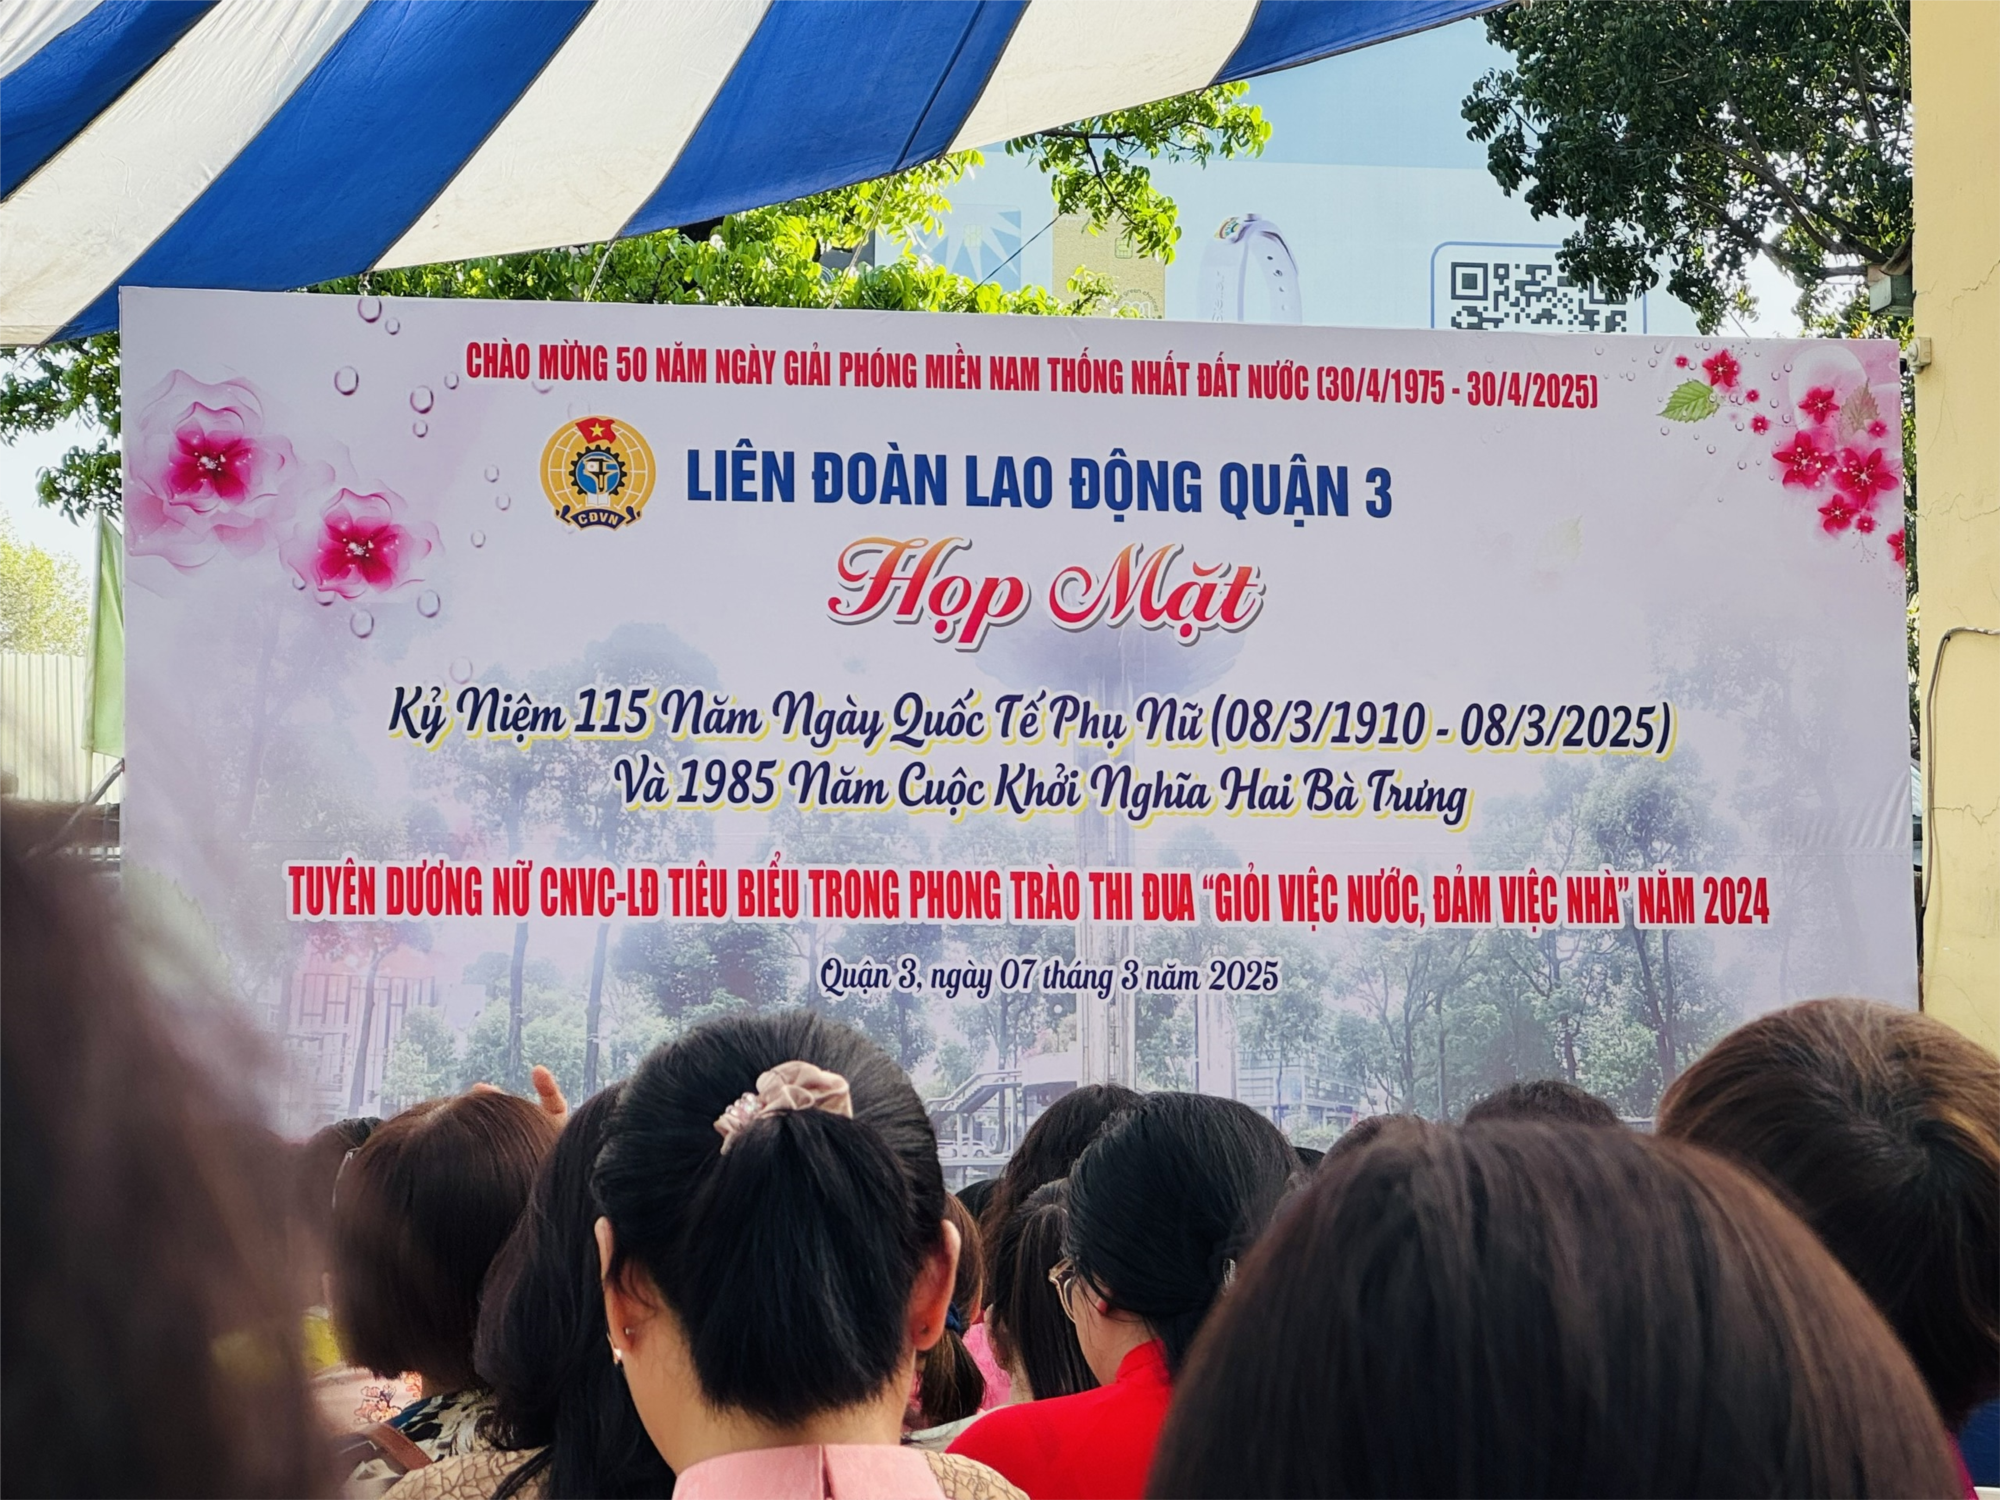 CHÀO MỪNG 50 NĂM NGÀY GIẢI PHÓNG MIỀN NAM THỐNG NHẤT ĐẤT NƯỚC (30/4/1975 - 30/4/2025)
CĐVN
LIÊN ĐOÀN LAO ĐỘNG QUẬN 3
Họp Mặt
Kỷ Niệm 115 Năm Ngày Quốc Tế Phụ Nữ (08/3/1910 - 08/3/2025)
Và 1985 Năm Cuộc Khởi Nghĩa Hai Bà Trưng
TUYÊN DƯƠNG NỮ CNVC-LĐ TIÊU BIỂU TRONG PHONG TRÀO THI ĐUA “GIỎI VIỆC NƯỚC, ĐẢM VIỆC NHÀ” NĂM 2024
Quận 3, ngày 07 tháng 3 năm 2025